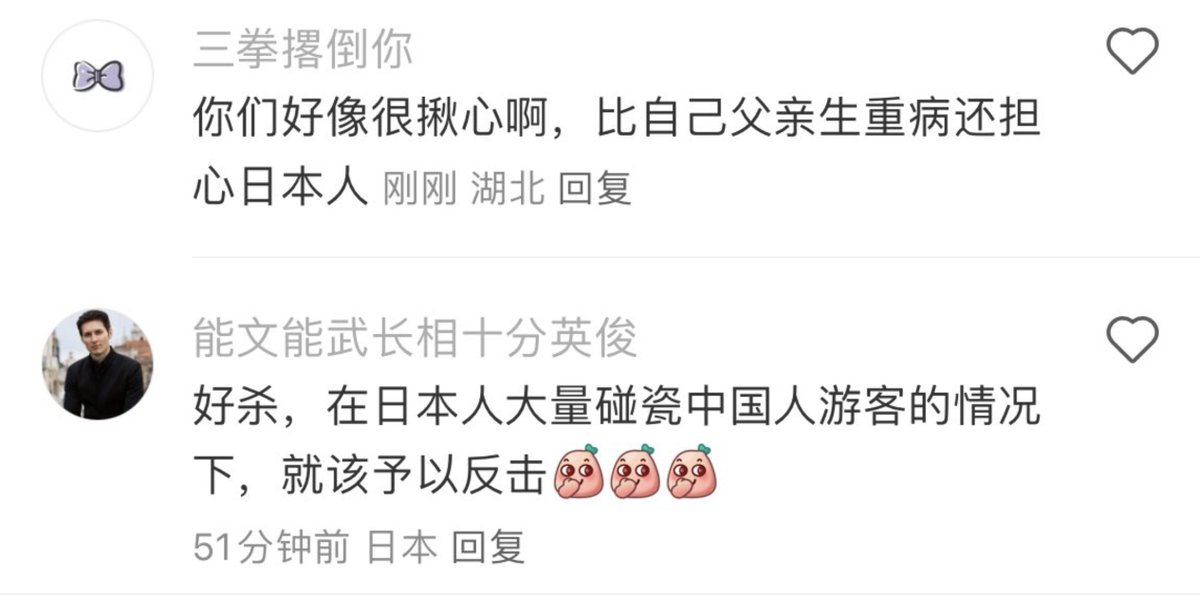 三拳撂倒你
你们好像很揪心啊，比自己父亲生重病还担
心日本人 刚刚 湖北 回复
能文能武长相十分英俊
好杀，在日本人大量碰瓷中国人游客的情况
下，就该予以反击
51分钟前 日本 回复